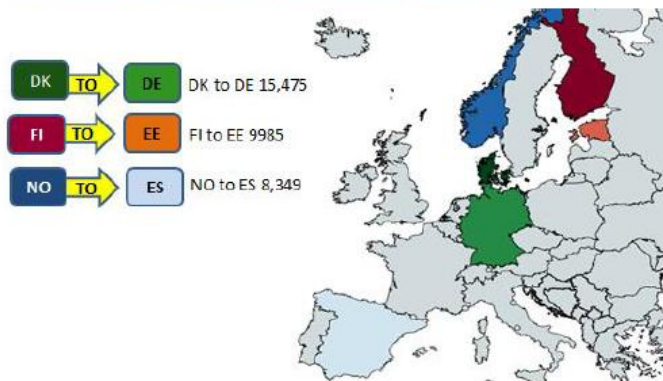 DK TO DE DK to DE 15,475
FI TO EE FI to EE 9985
NO TO ES NO to ES 8,349